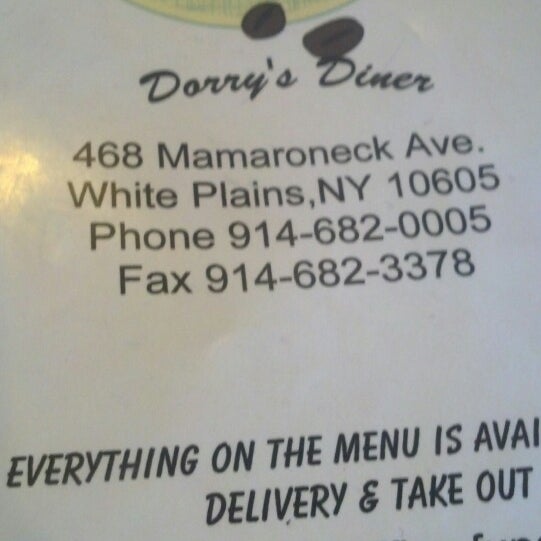 Dorry's Diner
468 Mamaroneck Ave.
White Plains,NY 10605
Phone 914-682-0005
Fax 914-682-3378
EVERYTHING ON THE MENU IS AVAI
DELIVERY & TAKE OUT